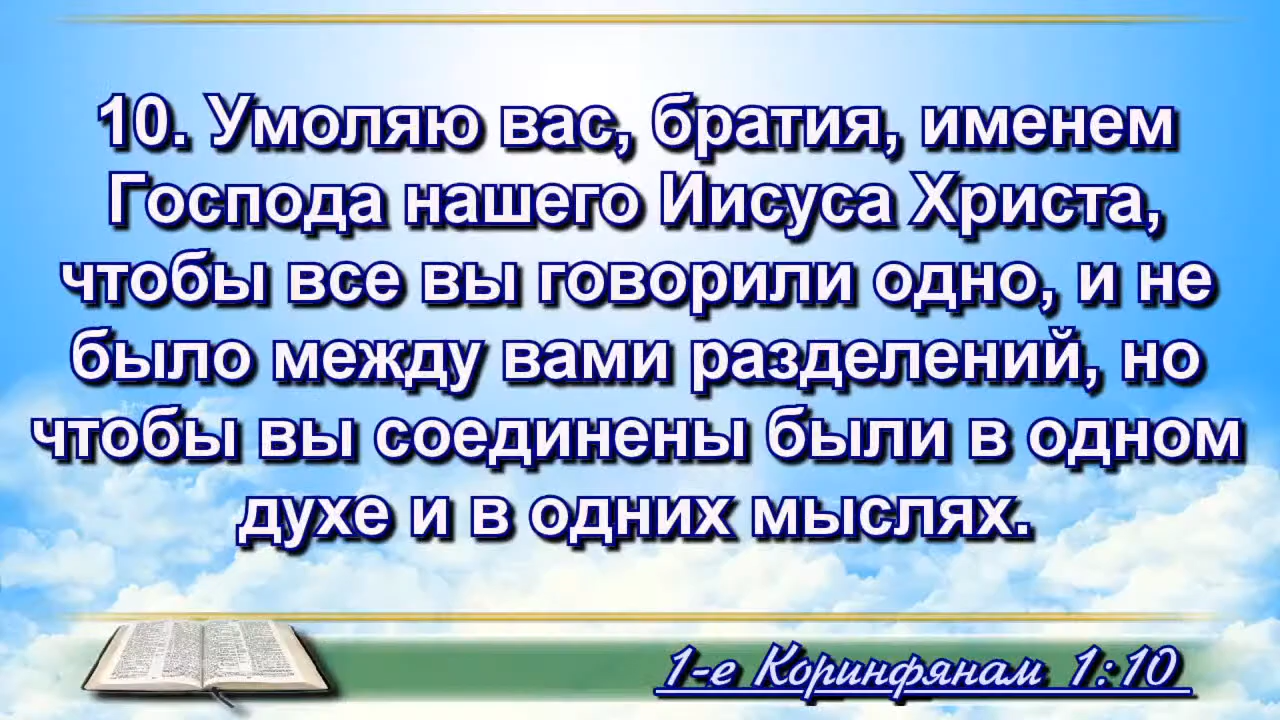 10. Умоляю вас, братия, именем
Господа нашего Иисуса Христа,
чтобы все вы говорили одно, и не
было между вами разделений, но
чтобы вы соединены были в одном
духе и в одних мыслях.
1-е Коринфянам 1:10